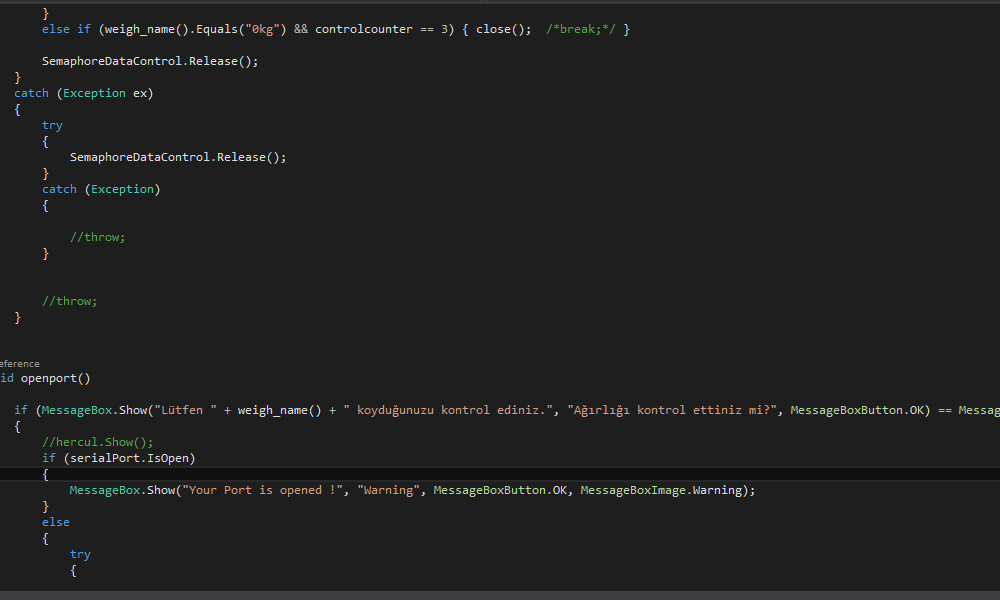 }
else if (weigh_name().Equals("0kg") && controlcounter == 3) { close();  /*break;*/ }
SemaphoreDataControl.Release();
}
catch (Exception ex)
{
try
{
SemaphoreDataControl.Release();
}
catch (Exception)
{
//throw;
}
//throw;
}
eference
id openport()
if (MessageBox.Show("Lütfen " + weigh_name() + " koyduğunuzu kontrol ediniz.", "Ağırlığı kontrol ettiniz mi?", MessageBoxButton.OK) == Messag
{
//hercul.Show();
if (serialPort.IsOpen)
{
MessageBox.Show("Your Port is opened !", "Warning", MessageBoxButton.OK, MessageBoxImage.Warning);
}
else
{
try
{